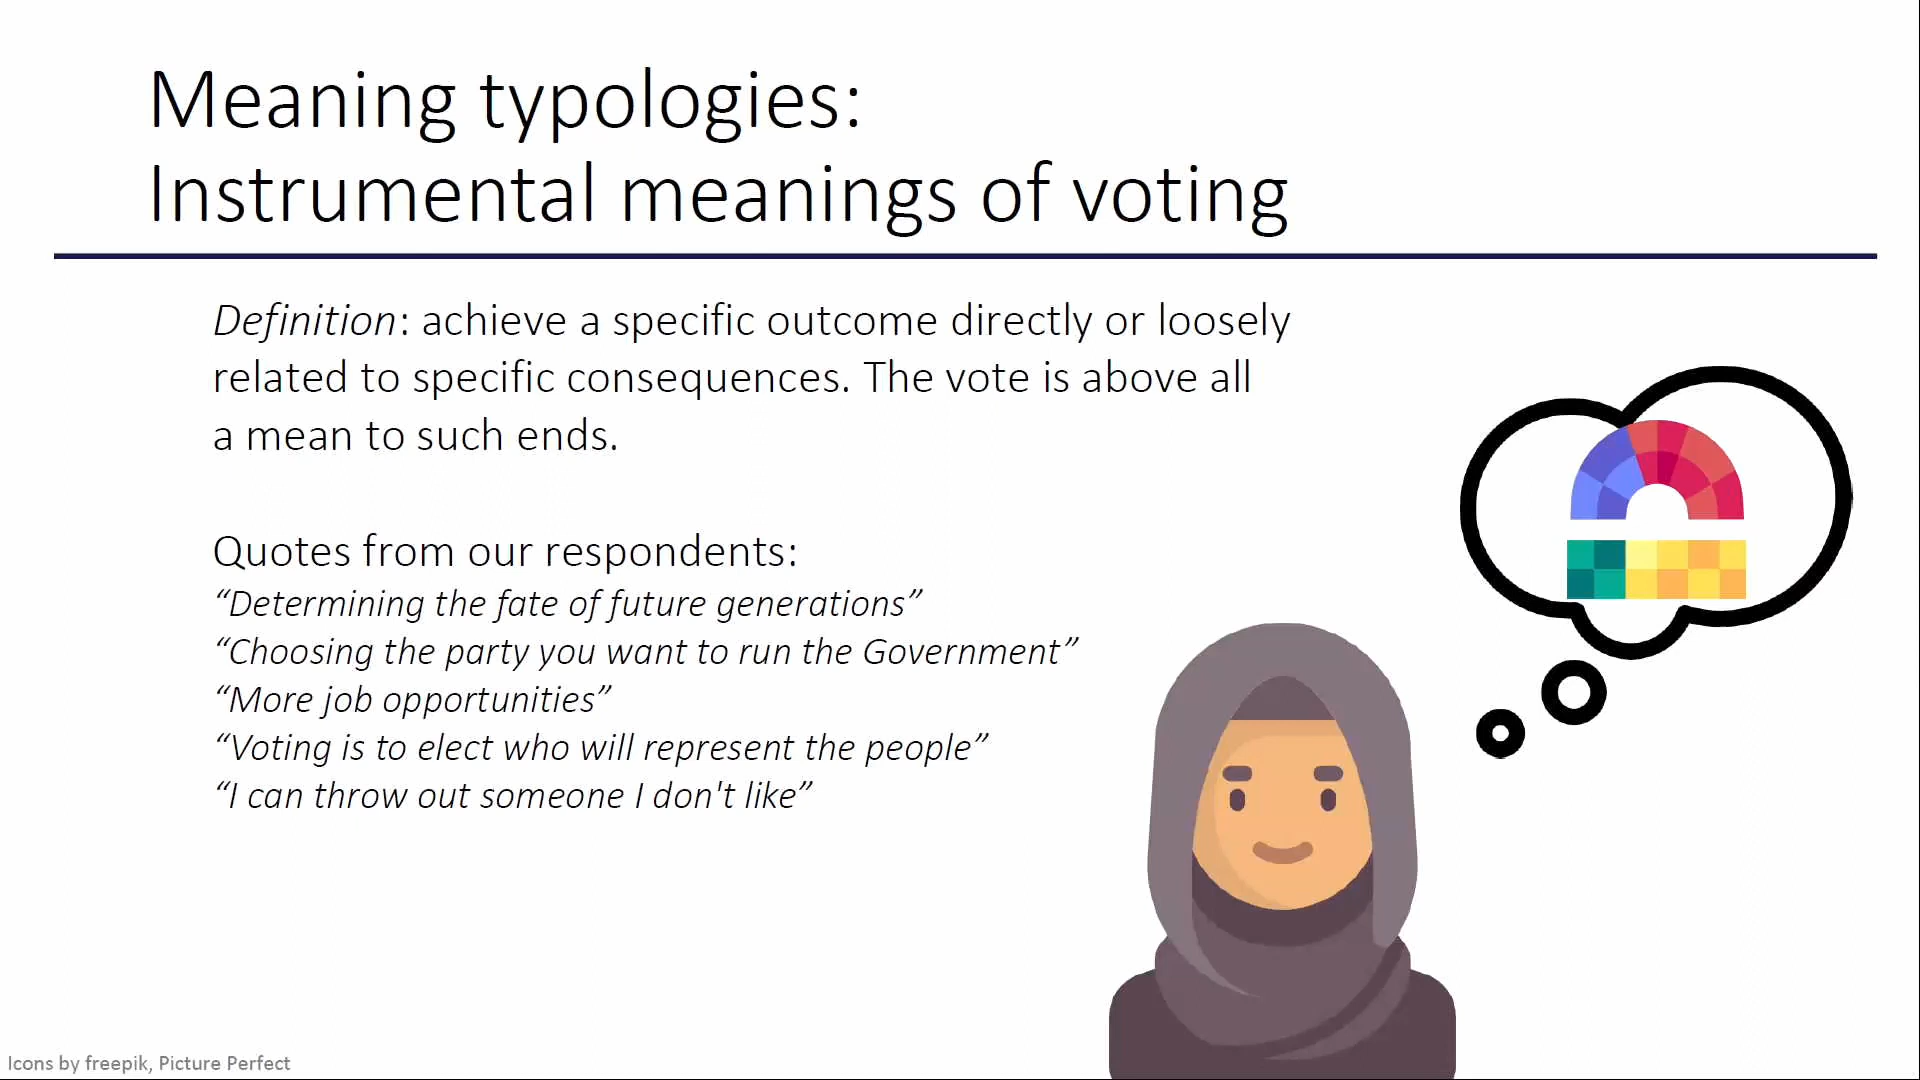 Meaning typologies:
Instrumental meanings of voting
Definition: achieve a specific outcome directly or loosely
related to specific consequences. The vote is above all
a mean to such ends.
Quotes from our respondents:
“Determining the fate of future generations”
“Choosing the party you want to run the Government”
“More job opportunities”
“Voting is to elect who will represent the people”
“I can throw out someone I don't like”
Icons by freepik, Picture Perfect